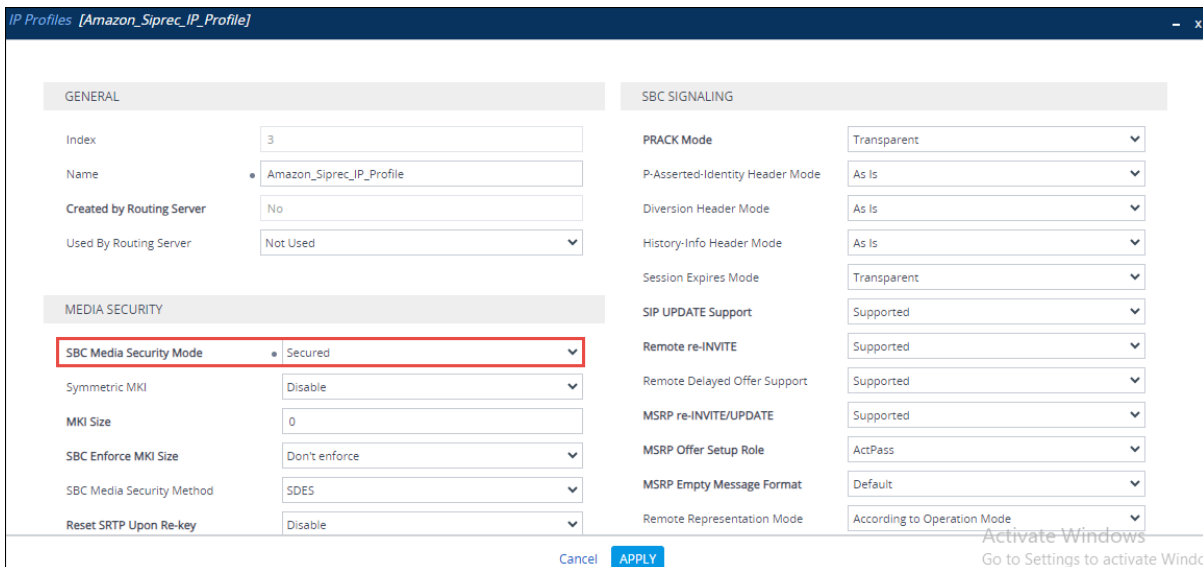 IP Profiles [Amazon_Siprec_IP_Profile]
– x
GENERAL
Index 3
Name Amazon_Siprec_IP_Profile
Created by Routing Server No
Used By Routing Server Not Used
MEDIA SECURITY
SBC Media Security Mode Secured
Symmetric MKI Disable
MKI Size 0
SBC Enforce MKI Size Don't enforce
SBC Media Security Method SDES
Reset SRTP Upon Re-key Disable
SBC SIGNALING
PRACK Mode Transparent
P-Asserted-Identity Header Mode As Is
Diversion Header Mode As Is
History-Info Header Mode As Is
Session Expires Mode Transparent
SIP UPDATE Support Supported
Remote re-INVITE Supported
Remote Delayed Offer Support Supported
MSRP re-INVITE/UPDATE Supported
MSRP Offer Setup Role ActPass
MSRP Empty Message Format Default
Remote Representation Mode According to Operation Mode
Cancel APPLY
Activate Windows
Go to Settings to activate Windo